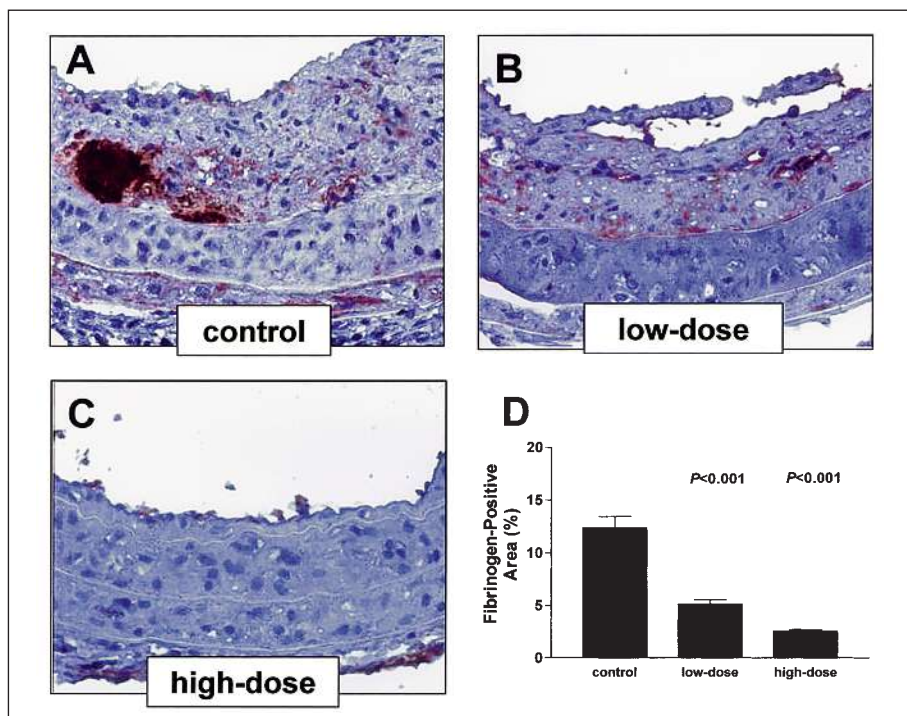 A
control
B
low-dose
C
high-dose
D
Fibrinogen-Positive
Area (%)
20
15
10
5
0
P<0.001
P<0.001
control
low-dose
high-dose